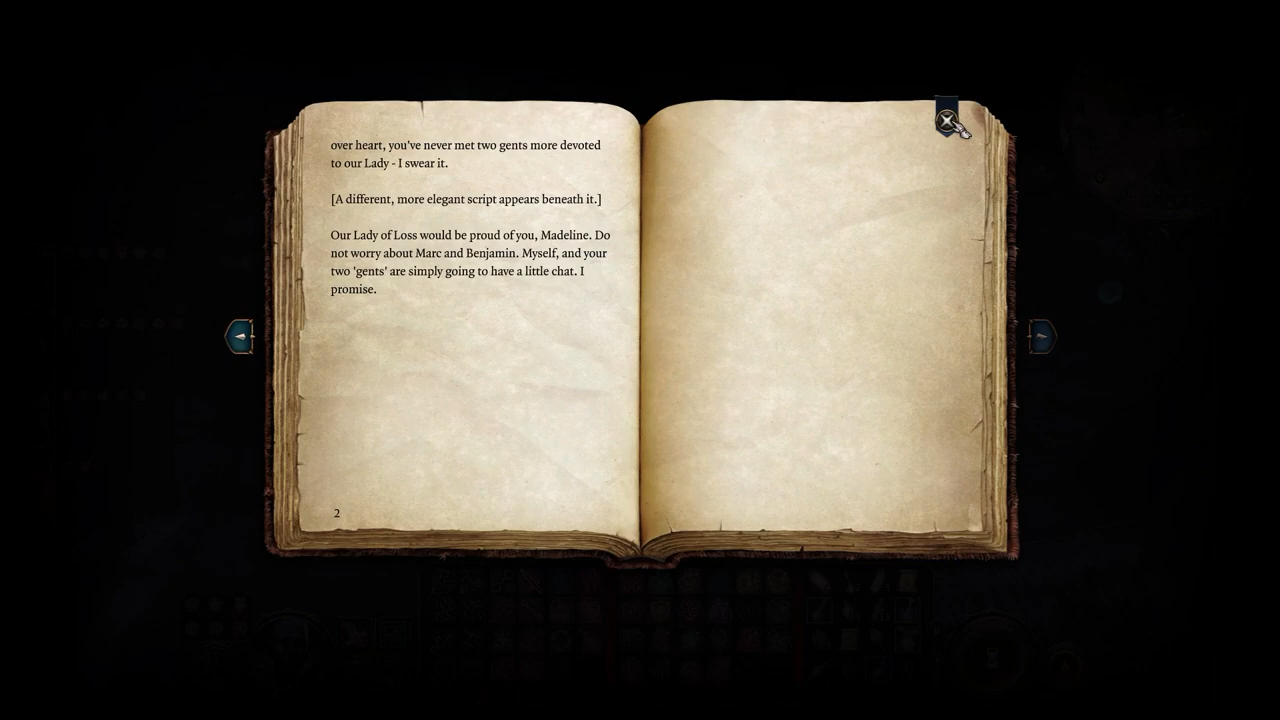 over heart, you've never met two gents more devoted
to our Lady - I swear it.
[A different, more elegant script appears beneath it.]
Our Lady of Loss would be proud of you, Madeline. Do
not worry about Marc and Benjamin. Myself, and your
two 'gents' are simply going to have a little chat. I
promise.
2